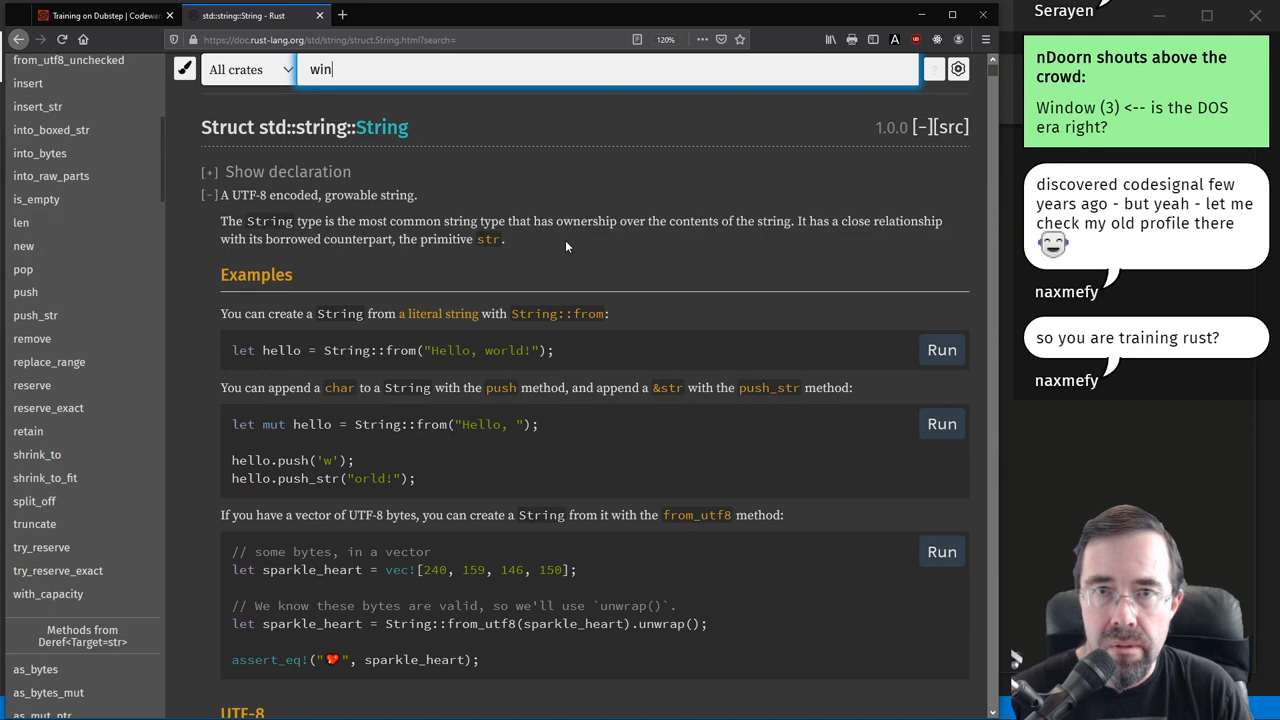 Training on Dubstep | Codewa
std::string::String - Rust
https://doc.rust-lang.org/std/string/struct.String.html?search=
120%
from_utf8_unchecked
insert
insert_str
into_boxed_str
into_bytes
into_raw_parts
is_empty
len
new
pop
push
push_str
remove
replace_range
reserve
reserve_exact
retain
shrink_to
shrink_to_fit
split_off
truncate
try_reserve
try_reserve_exact
with_capacity
Methods from
Deref<Target=str>
as_bytes
as_bytes_mut
as_mut_ptr
All crates
win
?
Struct std::string::String
1.0.0 [−][src]
[+] Show declaration
[−] A UTF-8 encoded, growable string.
The String type is the most common string type that has ownership over the contents of the string. It has a close relationship
with its borrowed counterpart, the primitive str.
Examples
You can create a String from a literal string with String::from:
let hello = String::from("Hello, world!");
Run
You can append a char to a String with the push method, and append a &str with the push_str method:
let mut hello = String::from("Hello, ");
hello.push('w');
hello.push_str("orld!");
Run
If you have a vector of UTF-8 bytes, you can create a String from it with the from_utf8 method:
// some bytes, in a vector
let sparkle_heart = vec![240, 159, 146, 150];
// We know these bytes are valid, so we'll use `unwrap()`.
let sparkle_heart = String::from_utf8(sparkle_heart).unwrap();
assert_eq!("💖", sparkle_heart);
Run
UTF-8
Serayen
nDoorn shouts above the
crowd:
Window (3) <-- is the DOS
era right?
discovered codesignal few
years ago - but yeah - let me
check my old profile there
naxmefy
so you are training rust?
naxmefy